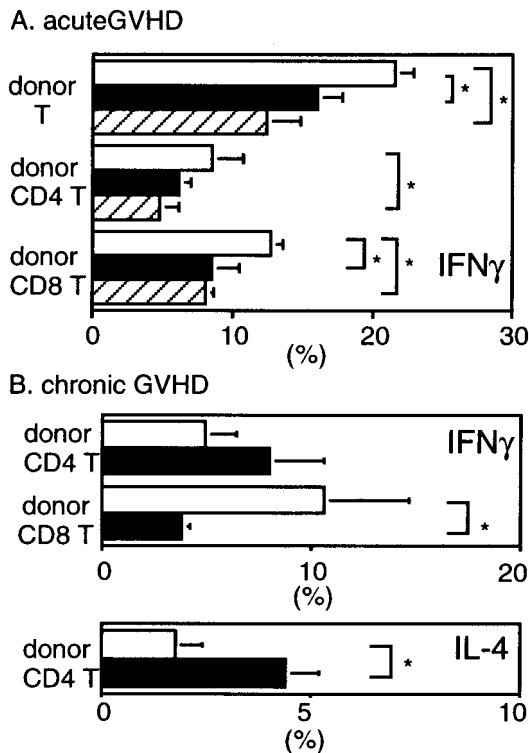 A. acuteGVHD
donor
T
*
*
donor
CD4 T
*
donor
CD8 T
*
*
IFNγ
0
10
20
30
(%)
B. chronic GVHD
donor
CD4 T
IFNγ
donor
CD8 T
*
0
10
20
(%)
donor
CD4 T
IL-4
*
0
5
10
(%)